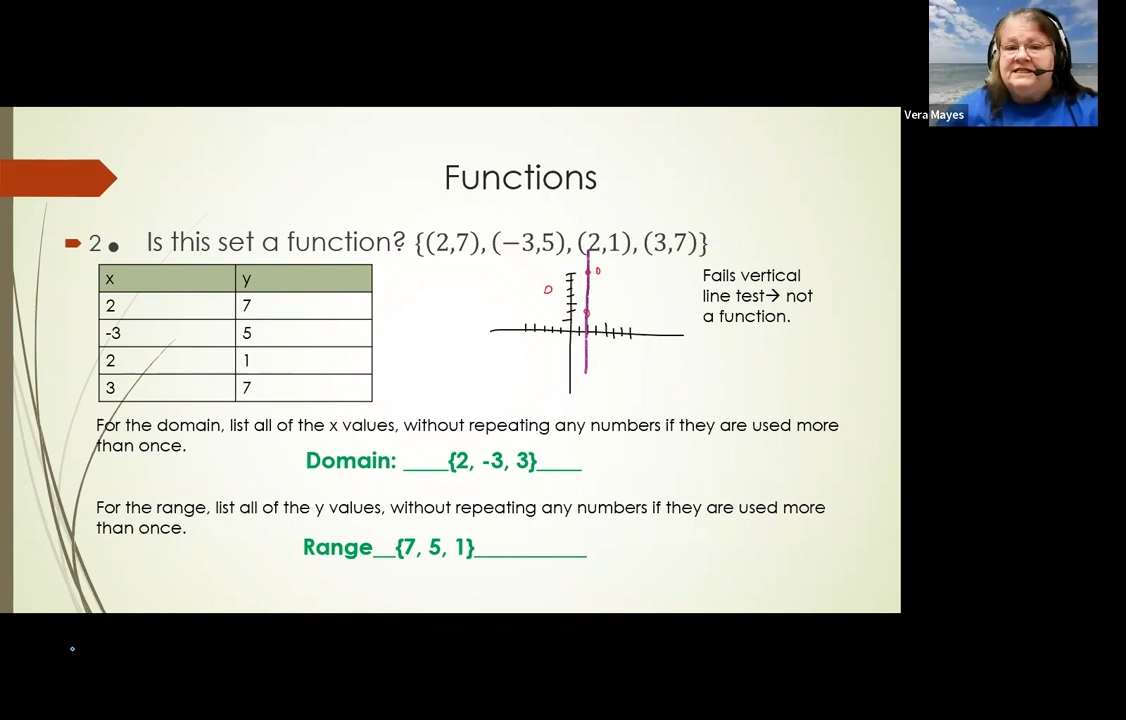 Vera Mayes
Functions
2. Is this set a function? {(2,7), (−3,5), (2,1), (3,7)}
x y
2 7
-3 5
2 1
3 7
Fails vertical
line test→ not
a function.
For the domain, list all of the x values, without repeating any numbers if they are used more
than once.
Domain: ____{2, -3, 3}____
For the range, list all of the y values, without repeating any numbers if they are used more
than once.
Range__{7, 5, 1}__________